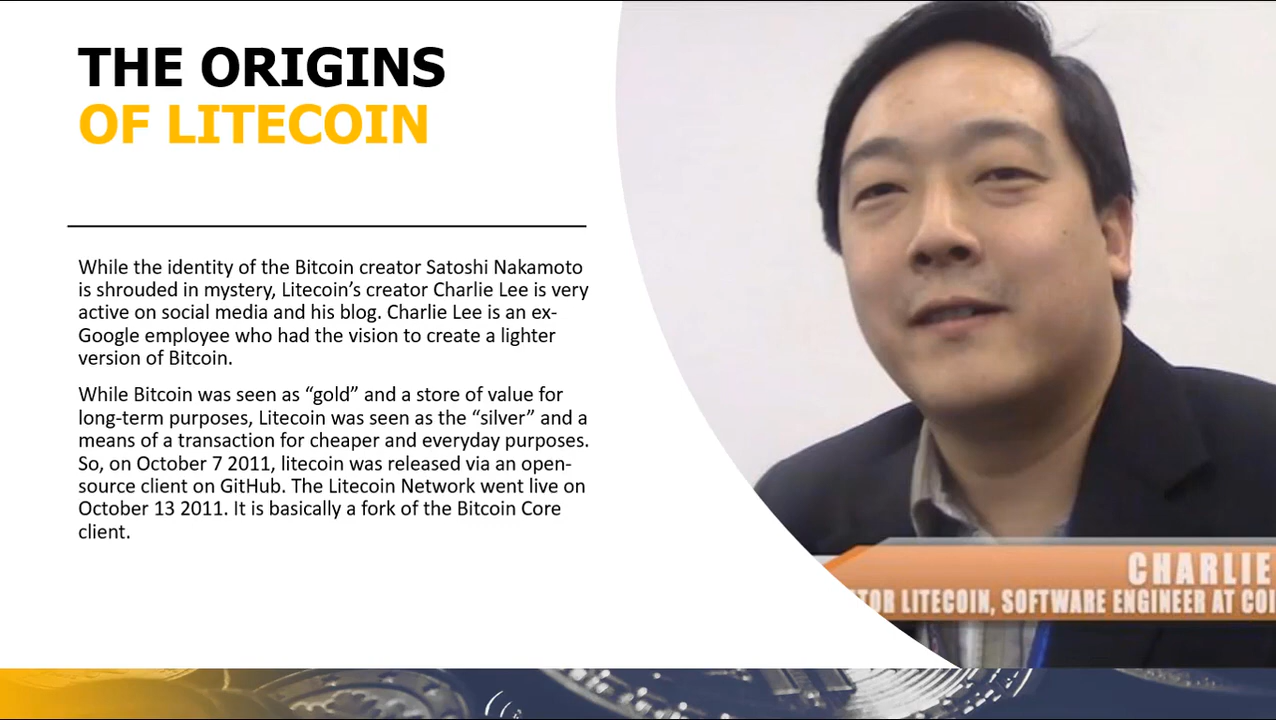 THE ORIGINS
OF LITECOIN
While the identity of the Bitcoin creator Satoshi Nakamoto
is shrouded in mystery, Litecoin’s creator Charlie Lee is very
active on social media and his blog. Charlie Lee is an ex-
Google employee who had the vision to create a lighter
version of Bitcoin.
While Bitcoin was seen as “gold” and a store of value for
long-term purposes, Litecoin was seen as the “silver” and a
means of a transaction for cheaper and everyday purposes.
So, on October 7 2011, litecoin was released via an open-
source client on GitHub. The Litecoin Network went live on
October 13 2011. It is basically a fork of the Bitcoin Core
client.
CHARLIE
TOR LITECOIN, SOFTWARE ENGINEER AT COI